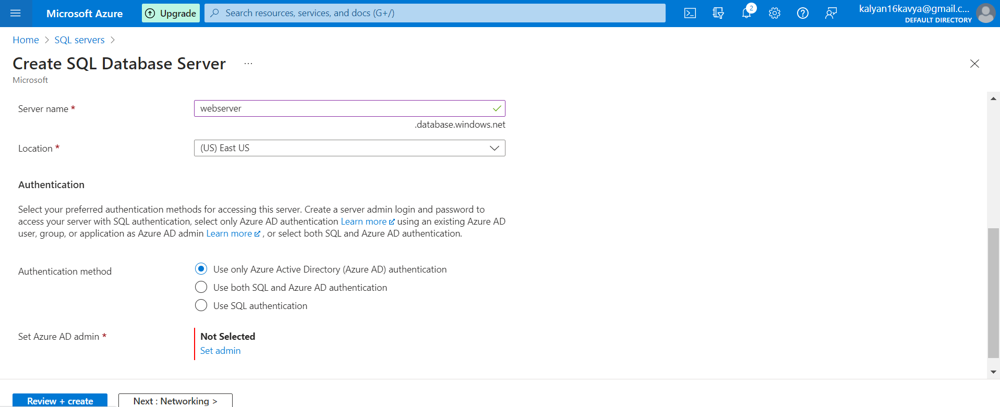 Microsoft Azure
Upgrade
Search resources, services, and docs (G+/)
2
kalyan16kavya@gmail.c...
DEFAULT DIRECTORY
Home > SQL servers >
Create SQL Database Server ...
Microsoft
Server name *
webserver
.database.windows.net
Location *
(US) East US
Authentication
Select your preferred authentication methods for accessing this server. Create a server admin login and password to
access your server with SQL authentication, select only Azure AD authentication Learn more using an existing Azure AD
user, group, or application as Azure AD admin Learn more , or select both SQL and Azure AD authentication.
Authentication method
Use only Azure Active Directory (Azure AD) authentication
Use both SQL and Azure AD authentication
Use SQL authentication
Set Azure AD admin *
Not Selected
Set admin
Review + create
Next : Networking >